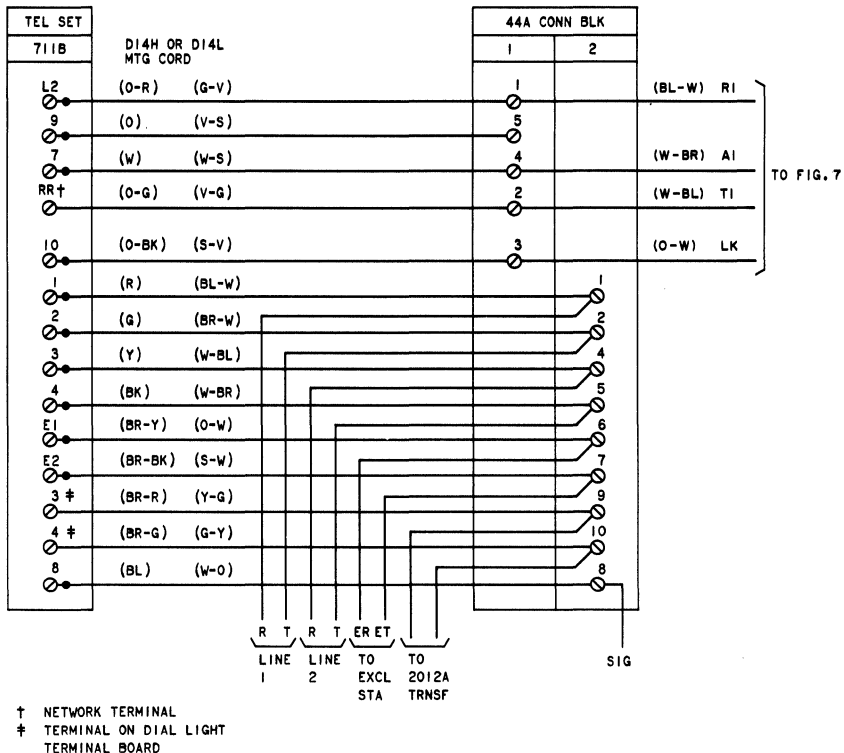 TEL SET
44A CONN BLK
711B
D14H OR D14L
MTG CORD
1
2
L2 (O-R) (G-V) 1 (BL-W) R1
9 (O) (V-S) 5
7 (W) (W-S) 4 (W-BR) A1
TO FIG. 7
RR† (O-G) (V-G) 2 (W-BL) T1
10 (O-BK) (S-V) 3 (O-W) LK
1 (R) (BL-W) 1
2 (G) (BR-W) 2
3 (Y) (W-BL) 4
4 (BK) (W-BR) 5
E1 (BR-Y) (O-W) 6
E2 (BR-BK) (S-W) 7
3 ‡ (BR-R) (Y-G) 9
4 ‡ (BR-G) (G-Y) 10
8 (BL) (W-O) 8
R T R T ER ET
LINE LINE TO TO SIG
1 2 EXCL 2012A
STA TRNSF
† NETWORK TERMINAL
‡ TERMINAL ON DIAL LIGHT
TERMINAL BOARD